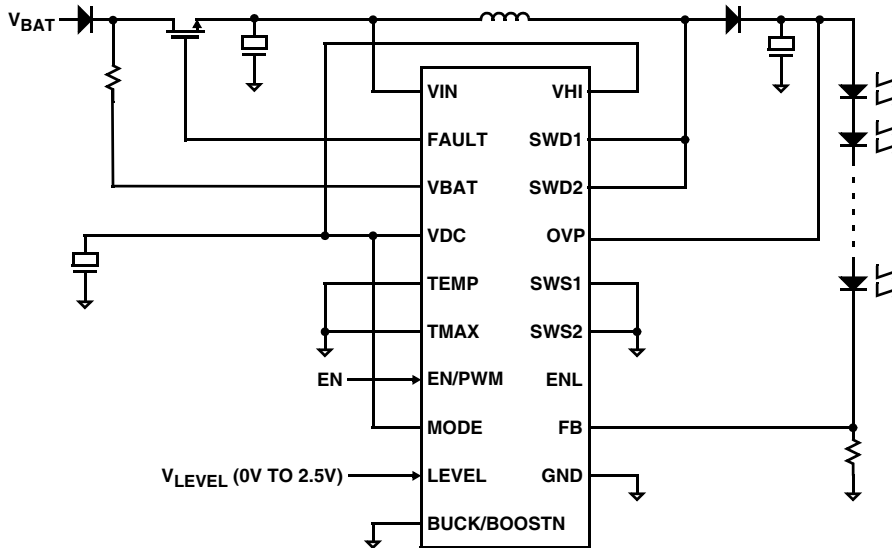 VBAT
VIN VHI
FAULT SWD1
VBAT SWD2
VDC OVP
TEMP SWS1
TMAX SWS2
EN EN/PWM ENL
MODE FB
VLEVEL (0V TO 2.5V) LEVEL GND
BUCK/BOOSTN